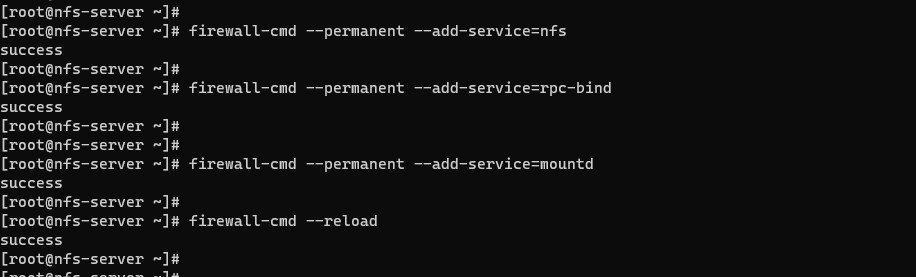 [root@nfs-server ~]#
[root@nfs-server ~]# firewall-cmd --permanent --add-service=nfs
success
[root@nfs-server ~]#
[root@nfs-server ~]# firewall-cmd --permanent --add-service=rpc-bind
success
[root@nfs-server ~]#
[root@nfs-server ~]#
[root@nfs-server ~]# firewall-cmd --permanent --add-service=mountd
success
[root@nfs-server ~]#
[root@nfs-server ~]# firewall-cmd --reload
success
[root@nfs-server ~]#
[root@nfs-server ~]#